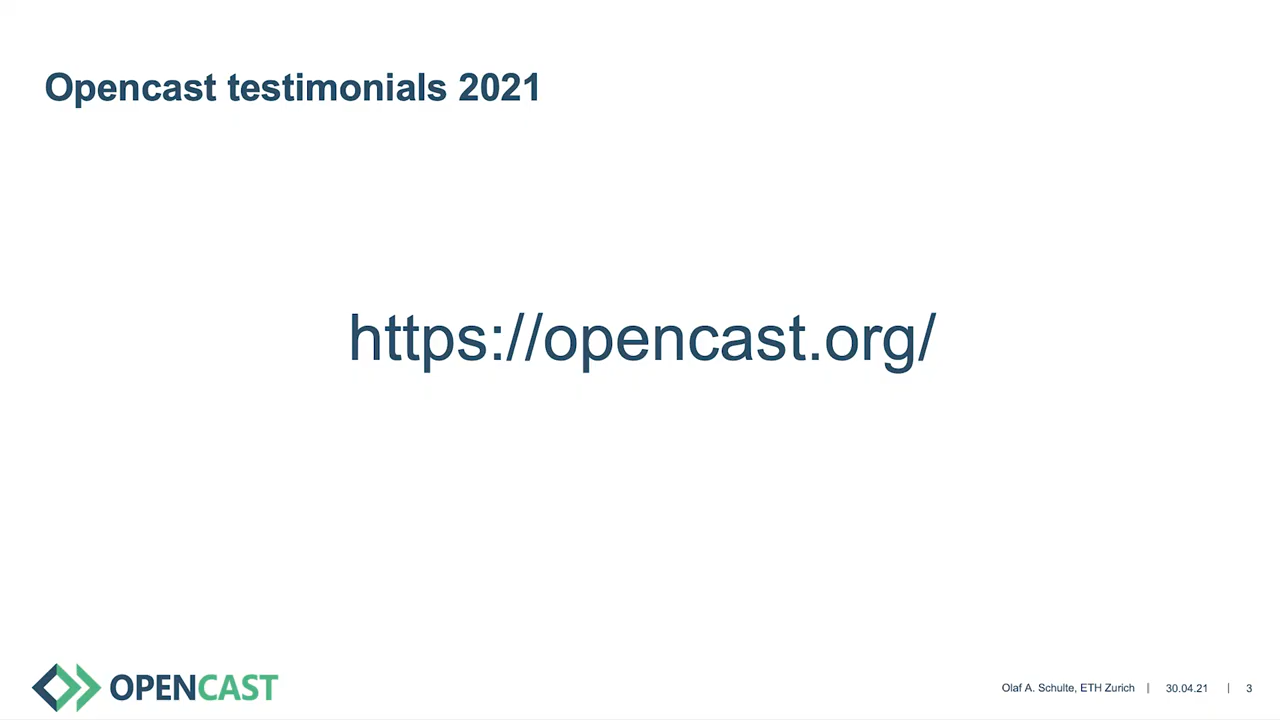 Opencast testimonials 2021
https://opencast.org/
OPENCAST
Olaf A. Schulte, ETH Zurich | 30.04.21 | 3